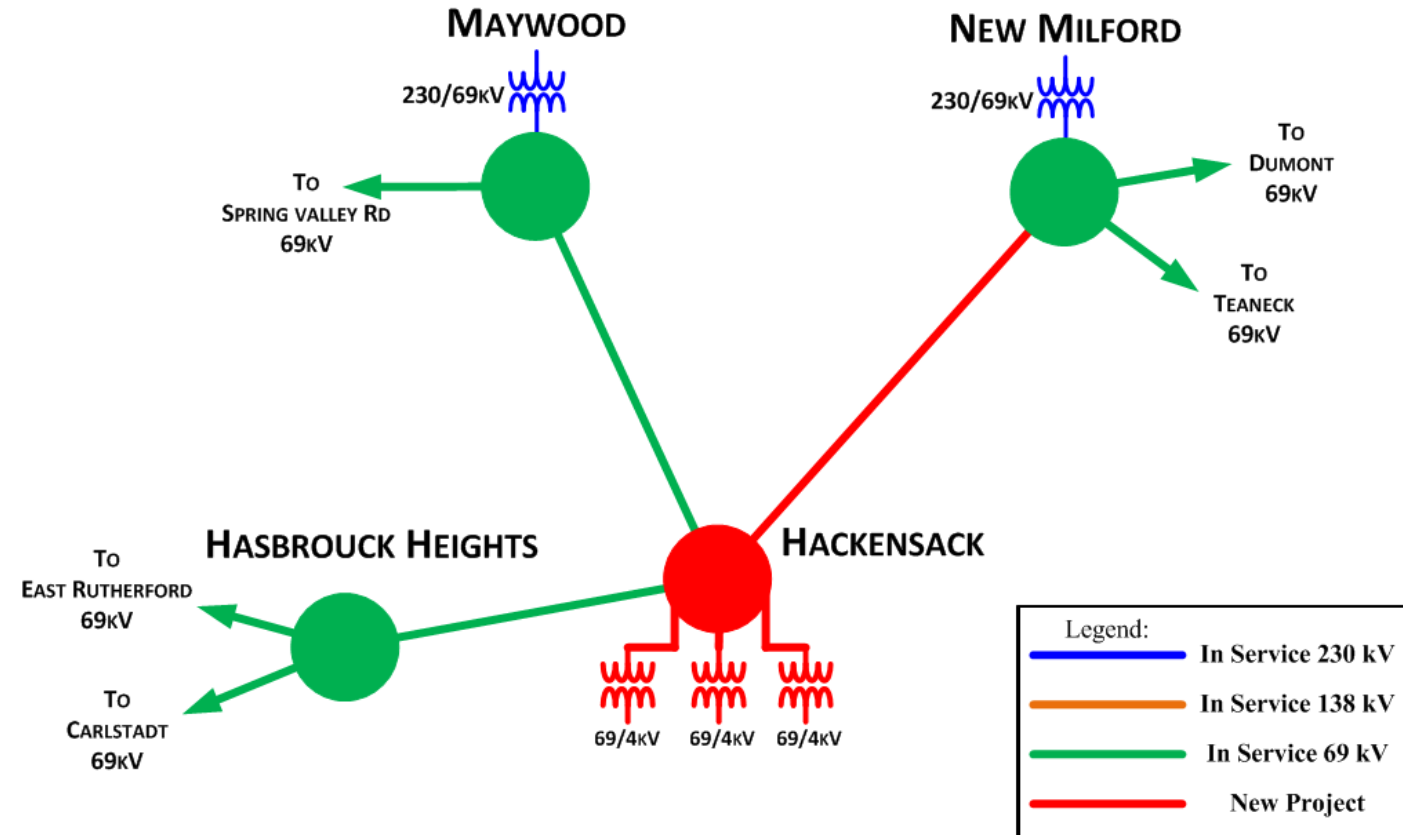 MAYWOOD
230/69KV
TO
SPRING VALLEY RD
69KV
NEW MILFORD
230/69KV
TO
DUMONT
69KV
TO
TEANECK
69KV
HASBROUCK HEIGHTS
TO
EAST RUTHERFORD
69KV
TO
CARLSTADT
69KV
HACKENSACK
69/4KV
69/4KV
69/4KV
Legend:
In Service 230 kV
In Service 138 kV
In Service 69 kV
New Project